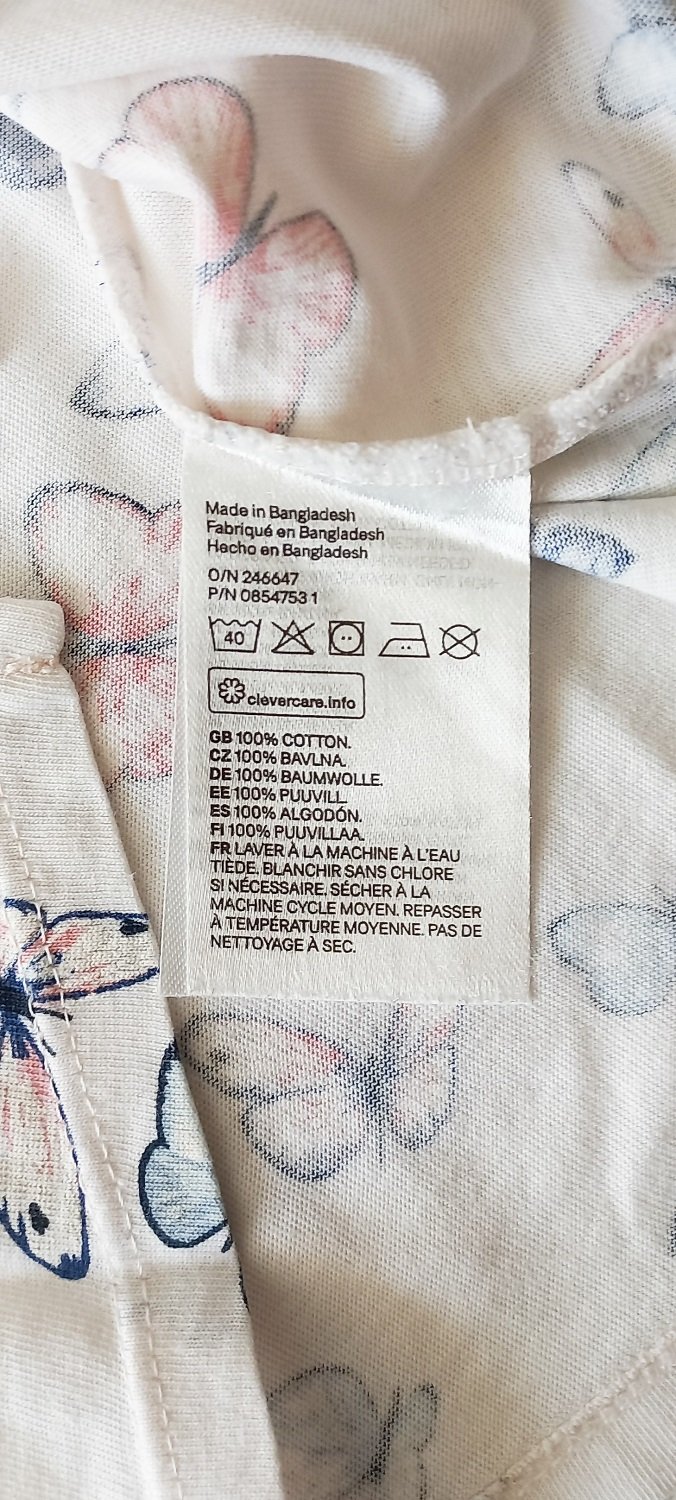 Made in Bangladesh
Fabriqué en Bangladesh
Hecho en Bangladesh
O/N 246647
P/N 0854753 1
40
clevercare.info
GB 100% COTTON.
CZ 100% BAVLNA.
DE 100% BAUMWOLLE.
EE 100% PUUVILL.
ES 100% ALGODÓN.
FI 100% PUUVILLAA.
FR LAVER À LA MACHINE À L'EAU
TIÈDE. BLANCHIR SANS CHLORE
SI NÉCESSAIRE. SÉCHER À LA
MACHINE CYCLE MOYEN. REPASSER
À TEMPÉRATURE MOYENNE. PAS DE
NETTOYAGE À SEC.